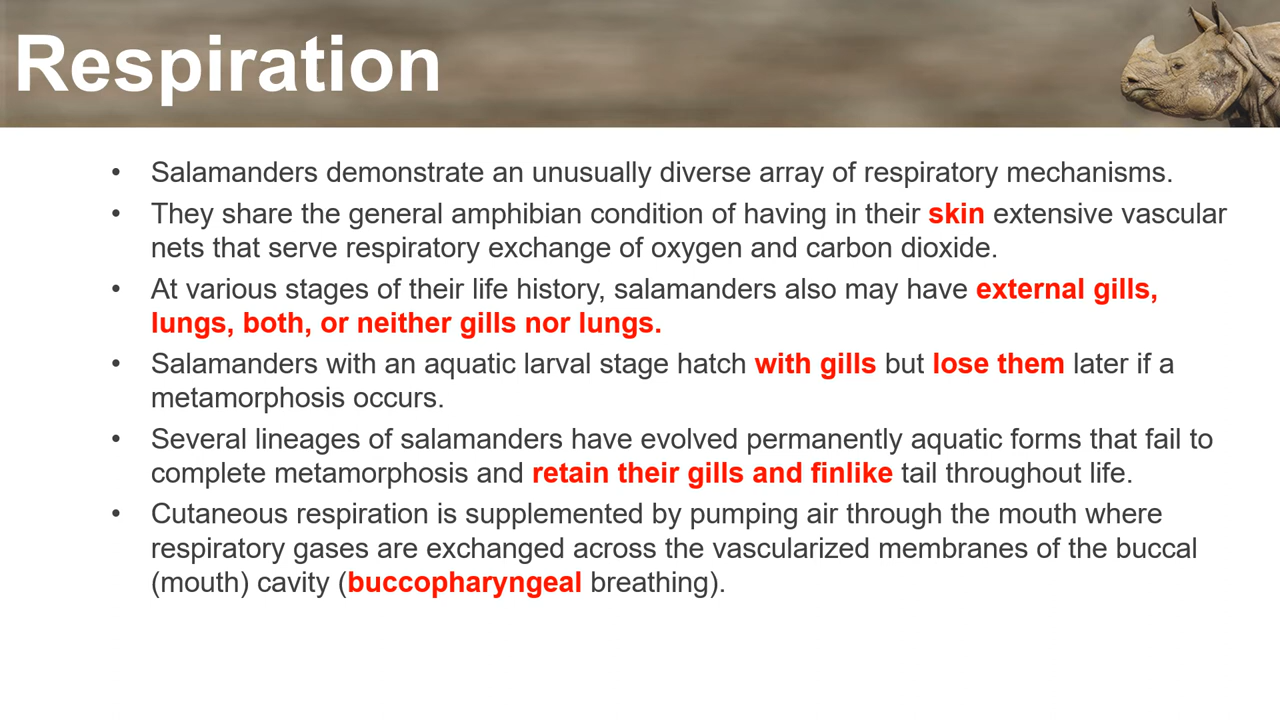 Respiration
• Salamanders demonstrate an unusually diverse array of respiratory mechanisms.
• They share the general amphibian condition of having in their skin extensive vascular
nets that serve respiratory exchange of oxygen and carbon dioxide.
• At various stages of their life history, salamanders also may have external gills,
lungs, both, or neither gills nor lungs.
• Salamanders with an aquatic larval stage hatch with gills but lose them later if a
metamorphosis occurs.
• Several lineages of salamanders have evolved permanently aquatic forms that fail to
complete metamorphosis and retain their gills and finlike tail throughout life.
• Cutaneous respiration is supplemented by pumping air through the mouth where
respiratory gases are exchanged across the vascularized membranes of the buccal
(mouth) cavity (buccopharyngeal breathing).